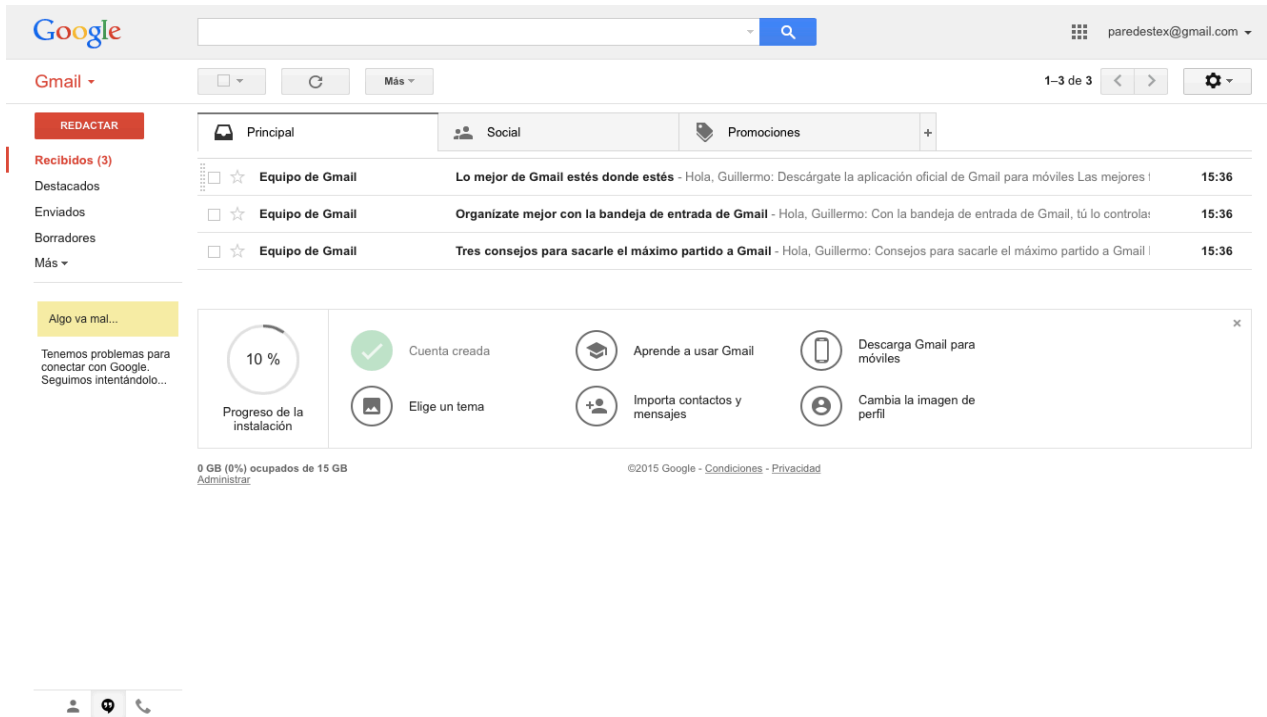 Google
paredestex@gmail.com
Gmail
Más
1–3 de 3
REDACTAR
Principal
Social
Promociones
+
Recibidos (3)
Destacados
Enviados
Borradores
Más
Equipo de Gmail Lo mejor de Gmail estés donde estés - Hola, Guillermo: Descárgate la aplicación oficial de Gmail para móviles Las mejores 15:36
Equipo de Gmail Organízate mejor con la bandeja de entrada de Gmail - Hola, Guillermo: Con la bandeja de entrada de Gmail, tú lo controlas 15:36
Equipo de Gmail Tres consejos para sacarle el máximo partido a Gmail - Hola, Guillermo: Consejos para sacarle el máximo partido a Gmail 15:36
Algo va mal...
Tenemos problemas para
conectar con Google.
Seguimos intentándolo...
10 %
Progreso de la
instalación
Cuenta creada
Aprende a usar Gmail
Descarga Gmail para
móviles
Elige un tema
Importa contactos y
mensajes
Cambia la imagen de
perfil
0 GB (0%) ocupados de 15 GB
Administrar
©2015 Google - Condiciones - Privacidad